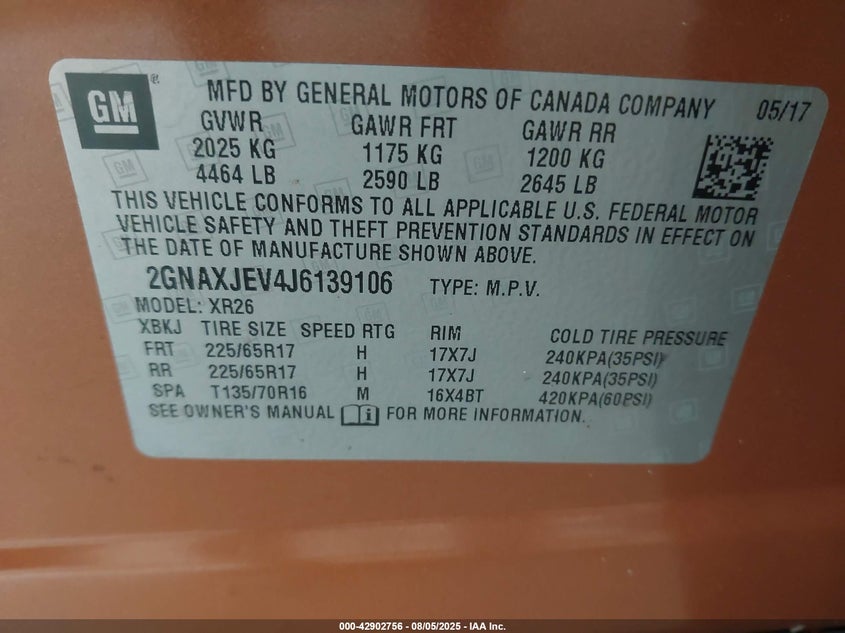 GM ®
MFD BY GENERAL MOTORS OF CANADA COMPANY 05/17
GVWR GAWR FRT GAWR RR
2025 KG 1175 KG 1200 KG
4464 LB 2590 LB 2645 LB
THIS VEHICLE CONFORMS TO ALL APPLICABLE U.S. FEDERAL MOTOR
VEHICLE SAFETY AND THEFT PREVENTION STANDARDS IN EFFECT ON
THE DATE OF MANUFACTURE SHOWN ABOVE.
2GNAXJEV4J6139106 TYPE: M.P.V.
MODEL: XR26
XBKJ TIRE SIZE SPEED RTG RIM COLD TIRE PRESSURE
FRT 225/65R17 H 17X7J 240KPA(35PSI)
RR 225/65R17 H 17X7J 240KPA(35PSI)
SPA T135/70R16 M 16X4BT 420KPA(60PSI)
SEE OWNER'S MANUAL i FOR MORE INFORMATION.
000-42902756 - 08/05/2025 - IAA Inc.